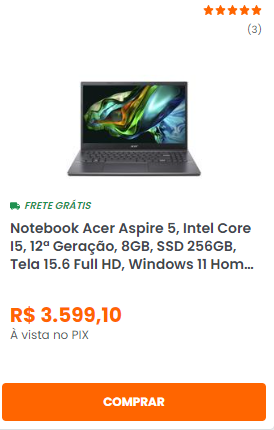 (3)
FRETE GRÁTIS
Notebook Acer Aspire 5, Intel Core
I5, 12ª Geração, 8GB, SSD 256GB,
Tela 15.6 Full HD, Windows 11 Hom...
R$ 3.599,10
À vista no PIX
COMPRAR